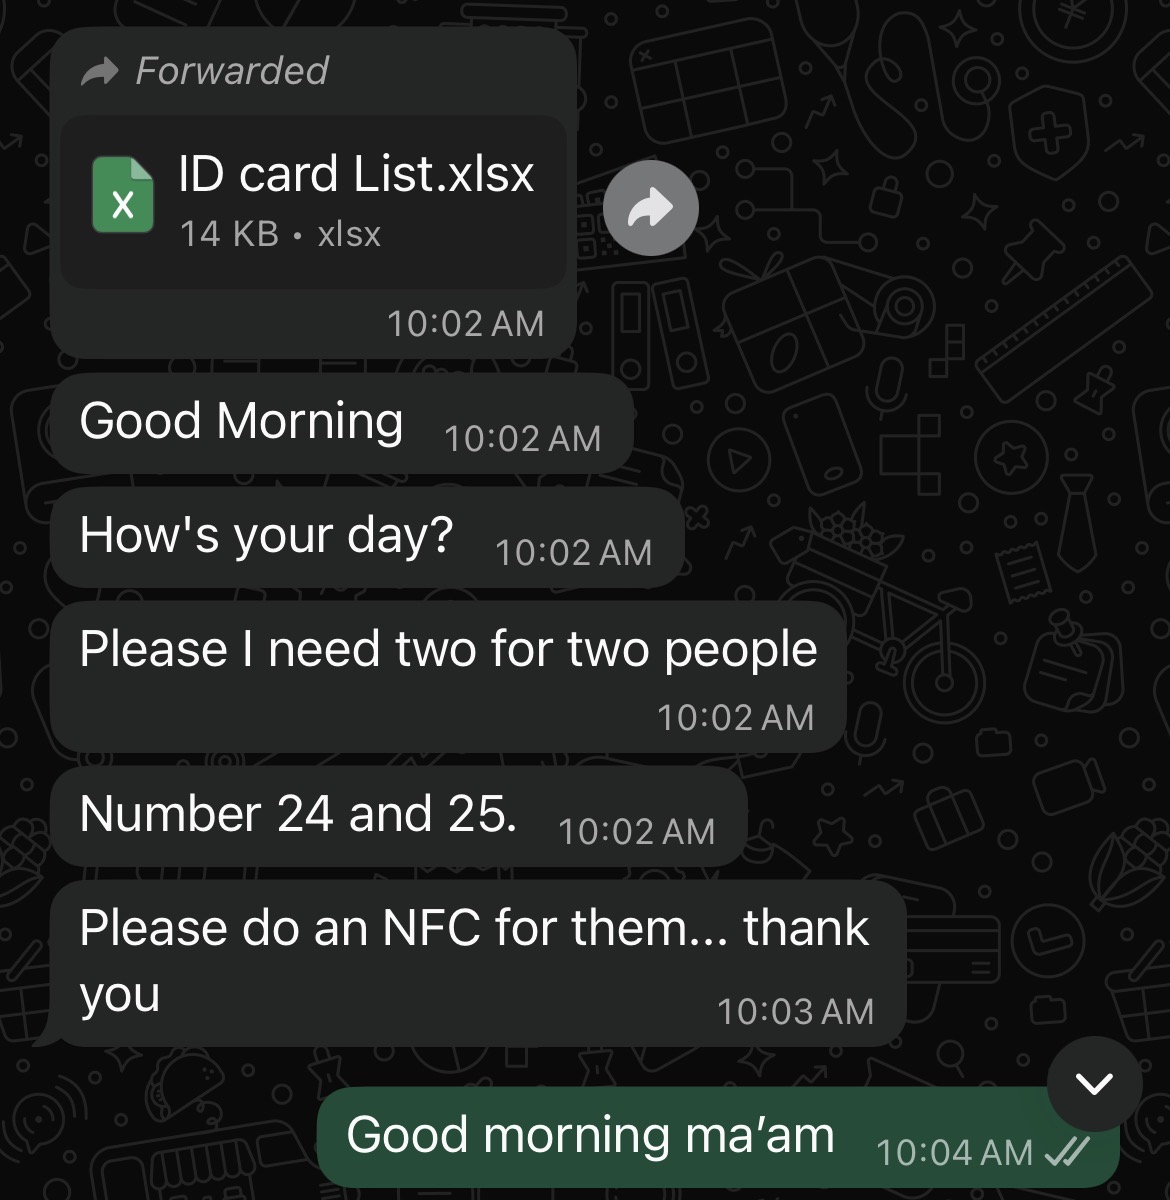 Forwarded
X
ID card List.xlsx
14 KB • xlsx
10:02 AM
Good Morning 10:02 AM
How's your day? 10:02 AM
Please I need two for two people
10:02 AM
Number 24 and 25. 10:02 AM
Please do an NFC for them... thank
you 10:03 AM
Good morning ma’am 10:04 AM